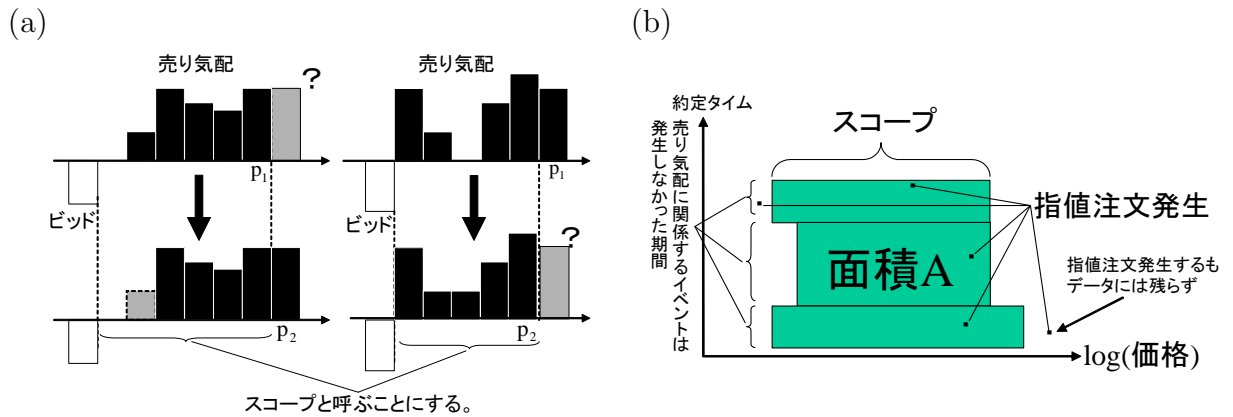 (a)
売り気配
?
p1
ビッド
p2
売り気配
p1
ビッド
?
p2
スコープと呼ぶことにする。
(b)
約定タイム
売り気配に関係するイベントは
発生しなかった期間
スコープ
指値注文発生
面積A
指値注文発生するも
データには残らず
log(価格)